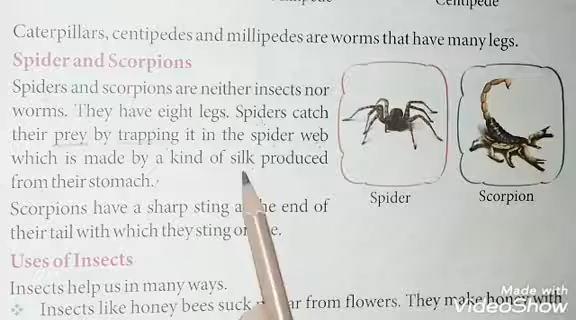 Centipede
Caterpillars, centipedes and millipedes are worms that have many legs.
Spider and Scorpions
Spiders and scorpions are neither insects nor
worms. They have eight legs. Spiders catch
their prey by trapping it in the spider web
which is made by a kind of silk produced
from their stomach.
Spider
Scorpion
Scorpions have a sharp sting a he end of
their tail with which they sting o e.
Uses of Insects
Insects help us in many ways.
❖ Insects like honey bees suck ar from flowers. They make honey with
Made with
VideoShow